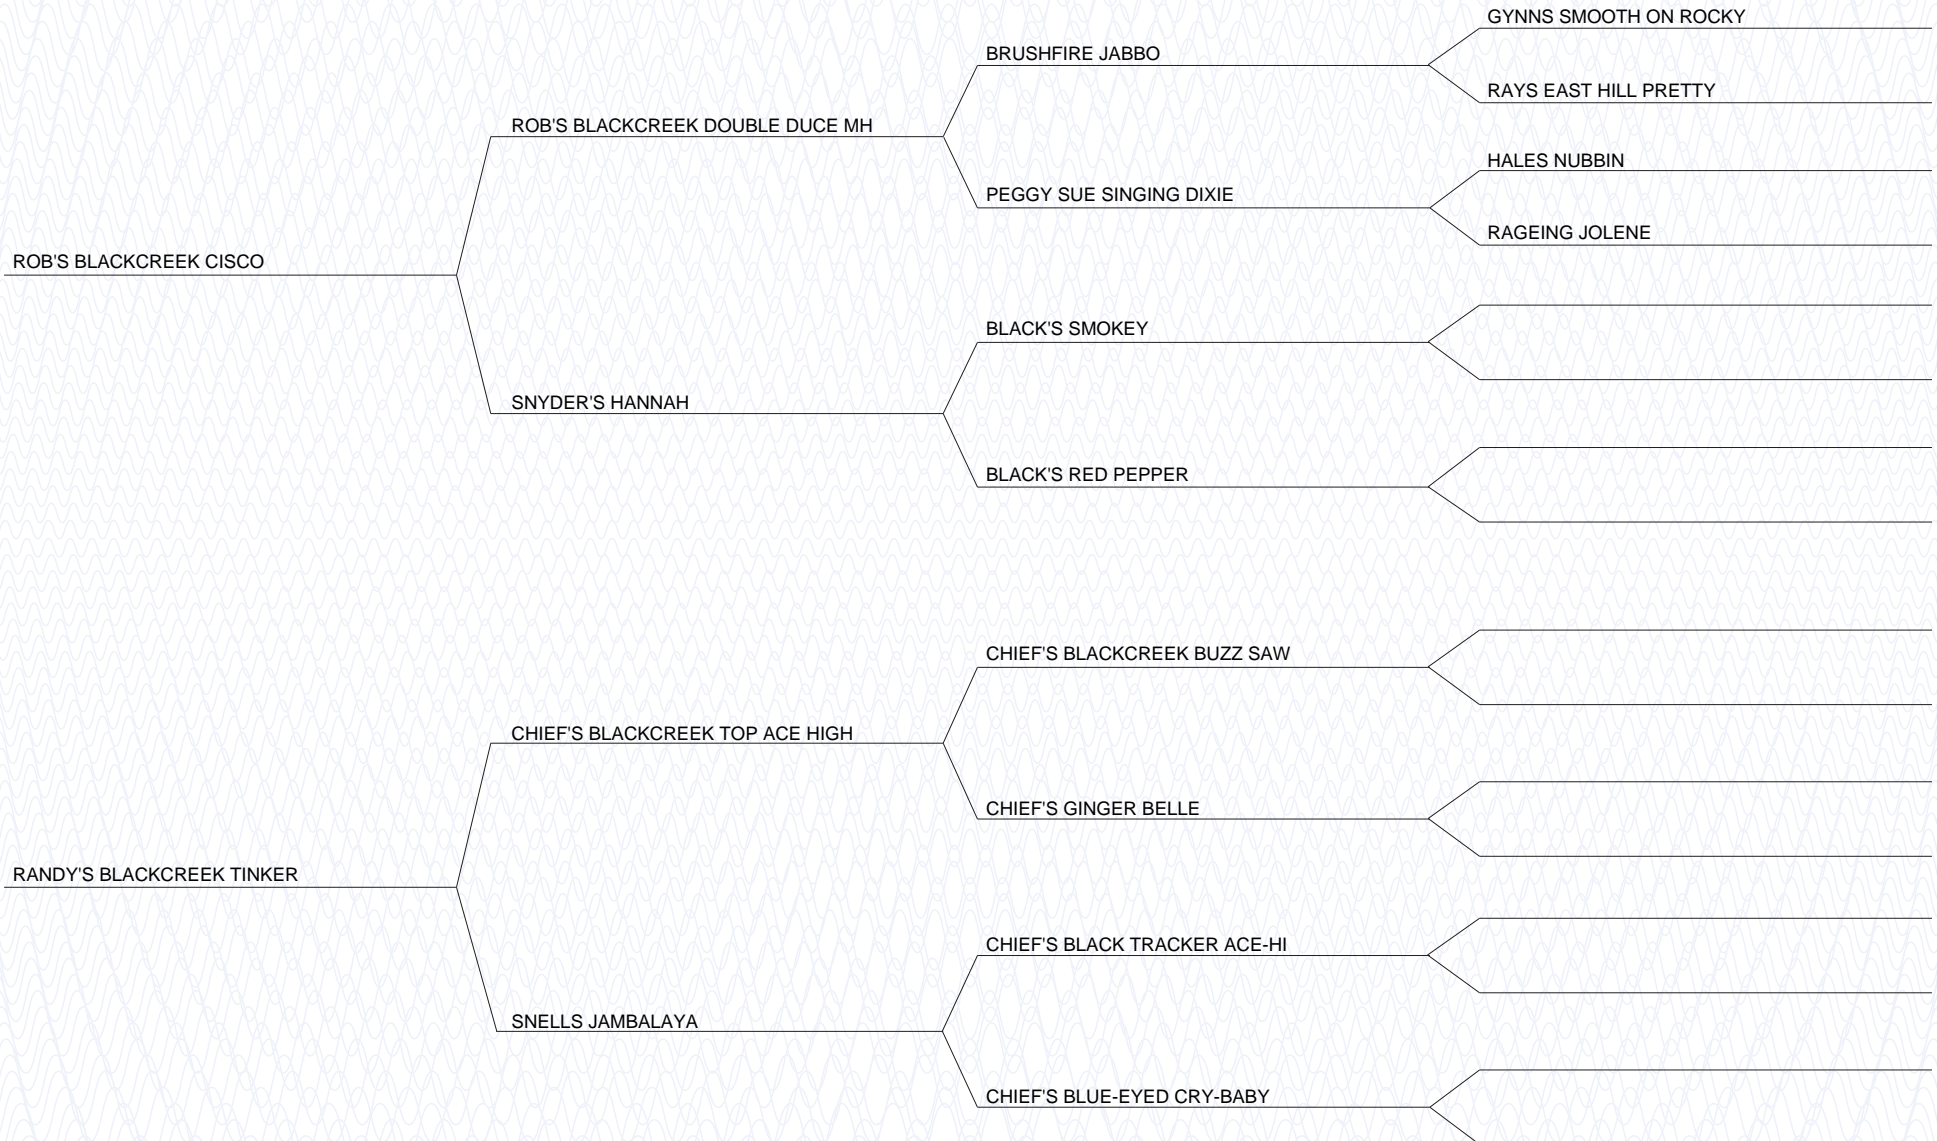 GYNNS SMOOTH ON ROCKY
BRUSHFIRE JABBO
RAYS EAST HILL PRETTY
ROB'S BLACKCREEK DOUBLE DUCE MH
HALES NUBBIN
PEGGY SUE SINGING DIXIE
RAGEING JOLENE
ROB'S BLACKCREEK CISCO
BLACK'S SMOKEY
SNYDER'S HANNAH
BLACK'S RED PEPPER
CHIEF'S BLACKCREEK BUZZ SAW
CHIEF'S BLACKCREEK TOP ACE HIGH
CHIEF'S GINGER BELLE
RANDY'S BLACKCREEK TINKER
CHIEF'S BLACK TRACKER ACE-HI
SNELLS JAMBALAYA
CHIEF'S BLUE-EYED CRY-BABY